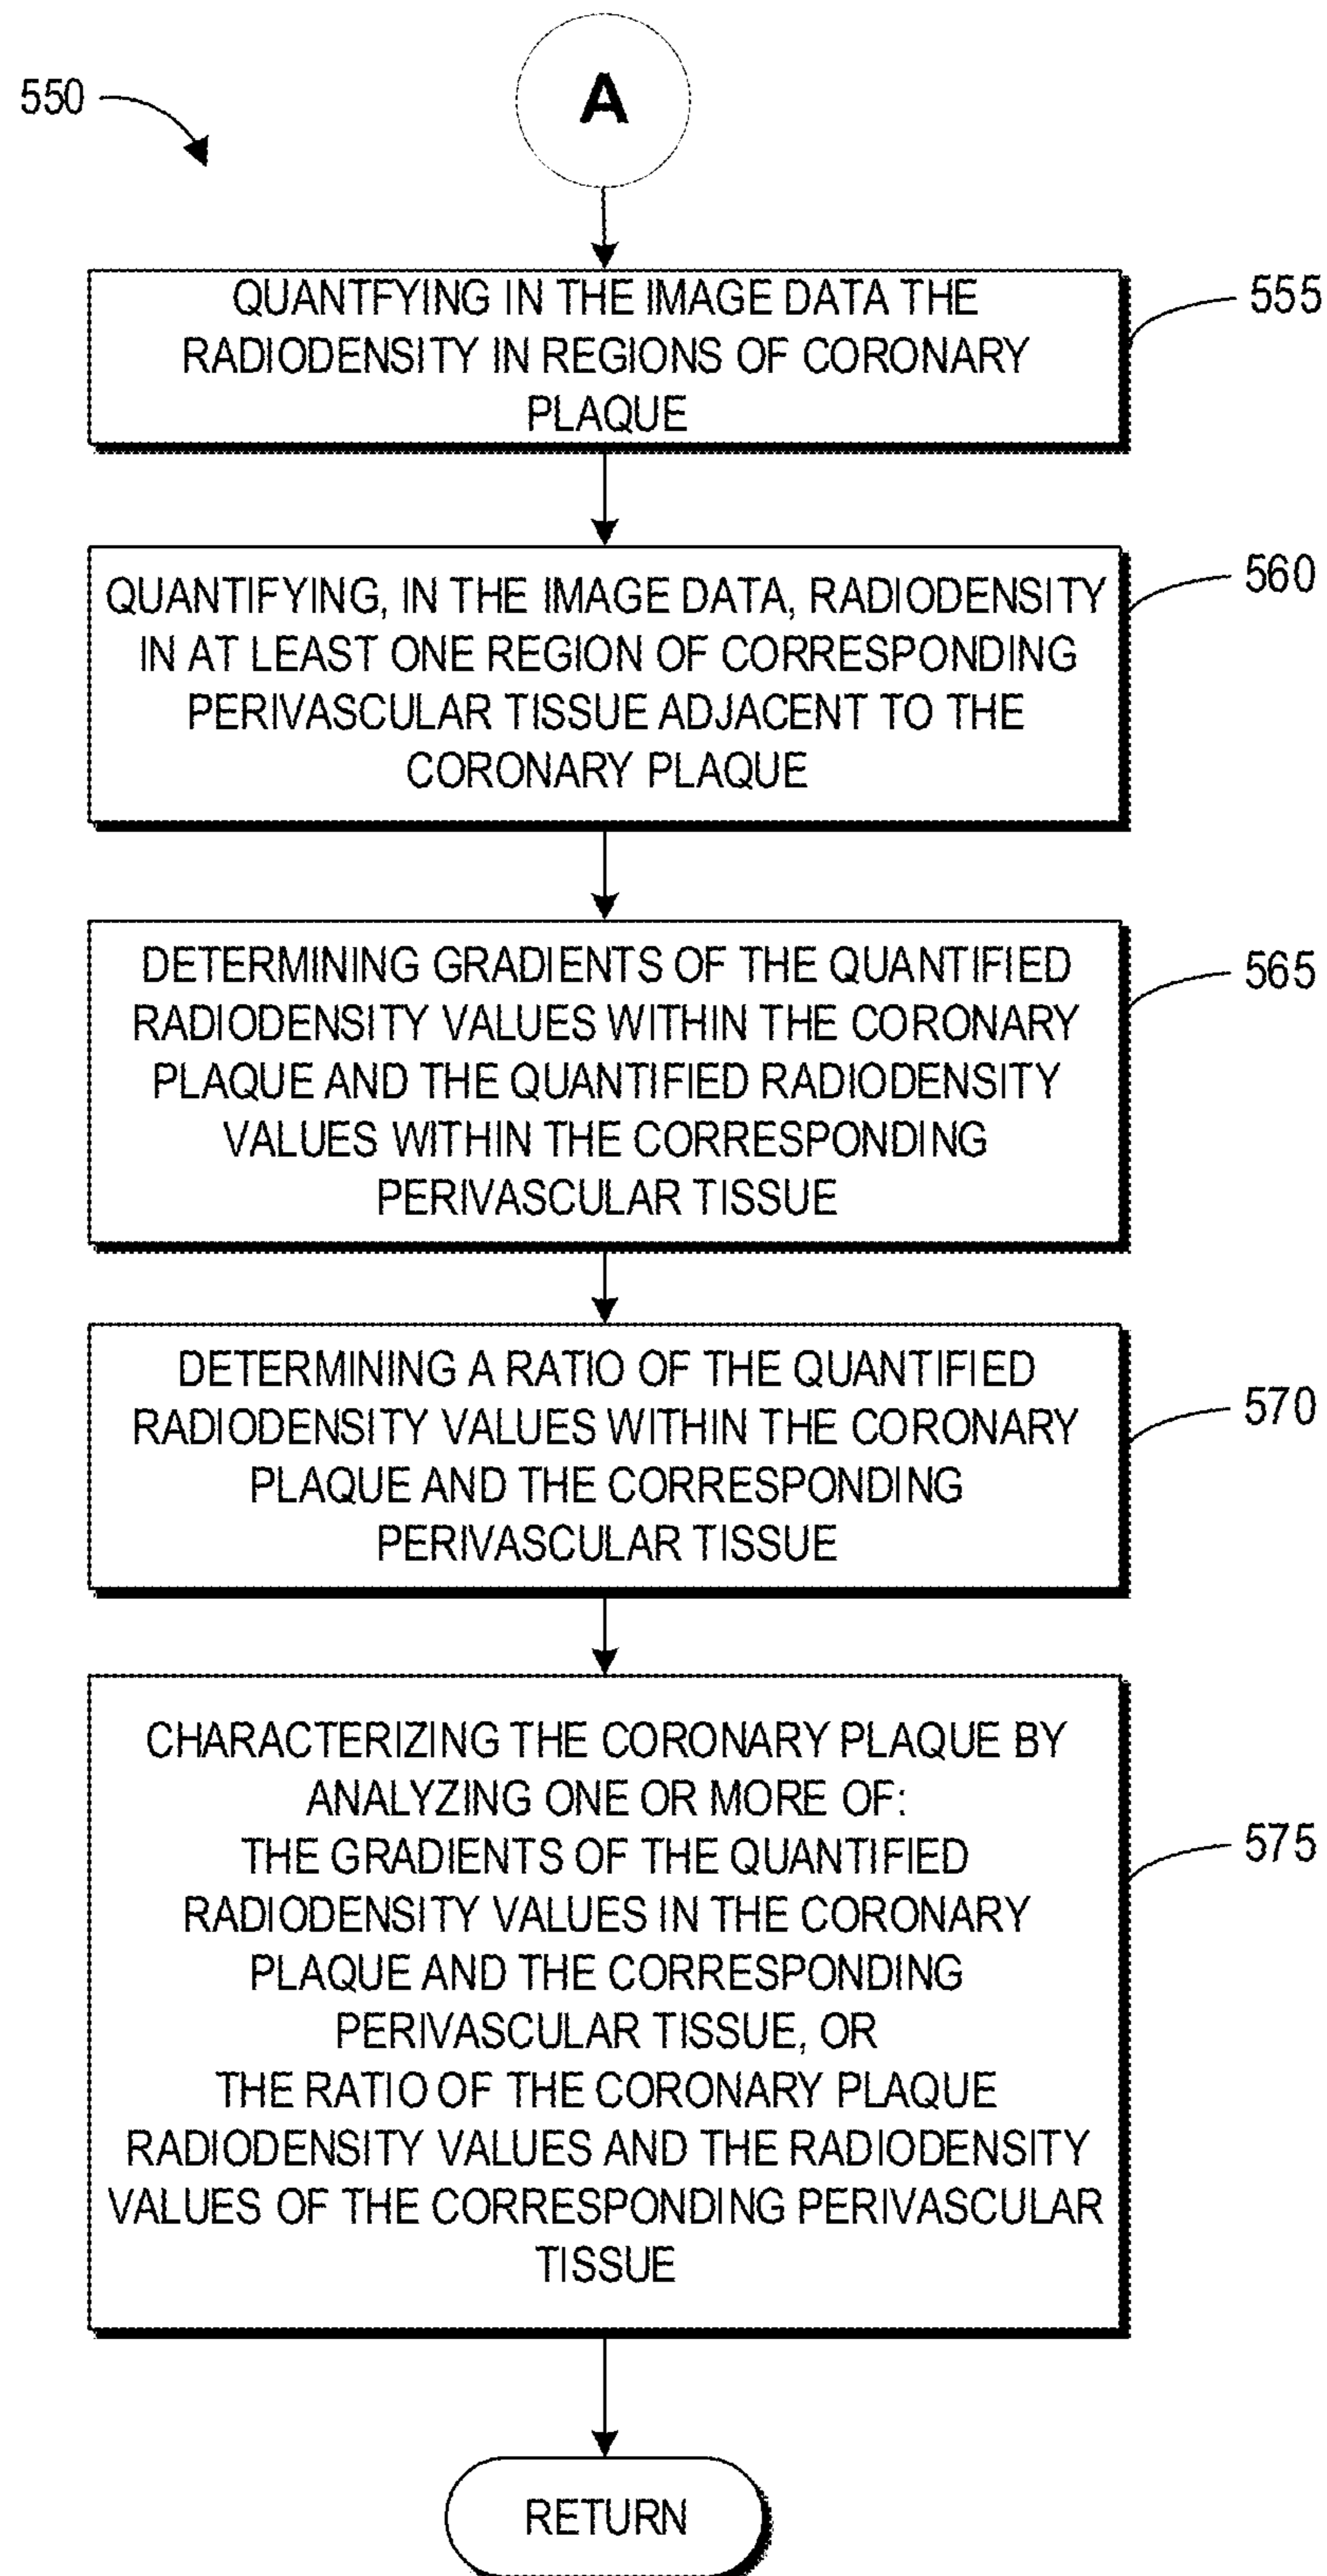 550
A
QUANTFYING IN THE IMAGE DATA THE
RADIODENSITY IN REGIONS OF CORONARY
PLAQUE
555
QUANTIFYING, IN THE IMAGE DATA, RADIODENSITY
IN AT LEAST ONE REGION OF CORRESPONDING
PERIVASCULAR TISSUE ADJACENT TO THE
CORONARY PLAQUE
560
DETERMINING GRADIENTS OF THE QUANTIFIED
RADIODENSITY VALUES WITHIN THE CORONARY
PLAQUE AND THE QUANTIFIED RADIODENSITY
VALUES WITHIN THE CORRESPONDING
PERIVASCULAR TISSUE
565
DETERMINING A RATIO OF THE QUANTIFIED
RADIODENSITY VALUES WITHIN THE CORONARY
PLAQUE AND THE CORRESPONDING
PERIVASCULAR TISSUE
570
CHARACTERIZING THE CORONARY PLAQUE BY
ANALYZING ONE OR MORE OF:
THE GRADIENTS OF THE QUANTIFIED
RADIODENSITY VALUES IN THE CORONARY
PLAQUE AND THE CORRESPONDING
PERIVASCULAR TISSUE, OR
THE RATIO OF THE CORONARY PLAQUE
RADIODENSITY VALUES AND THE RADIODENSITY
VALUES OF THE CORRESPONDING PERIVASCULAR
TISSUE
575
RETURN